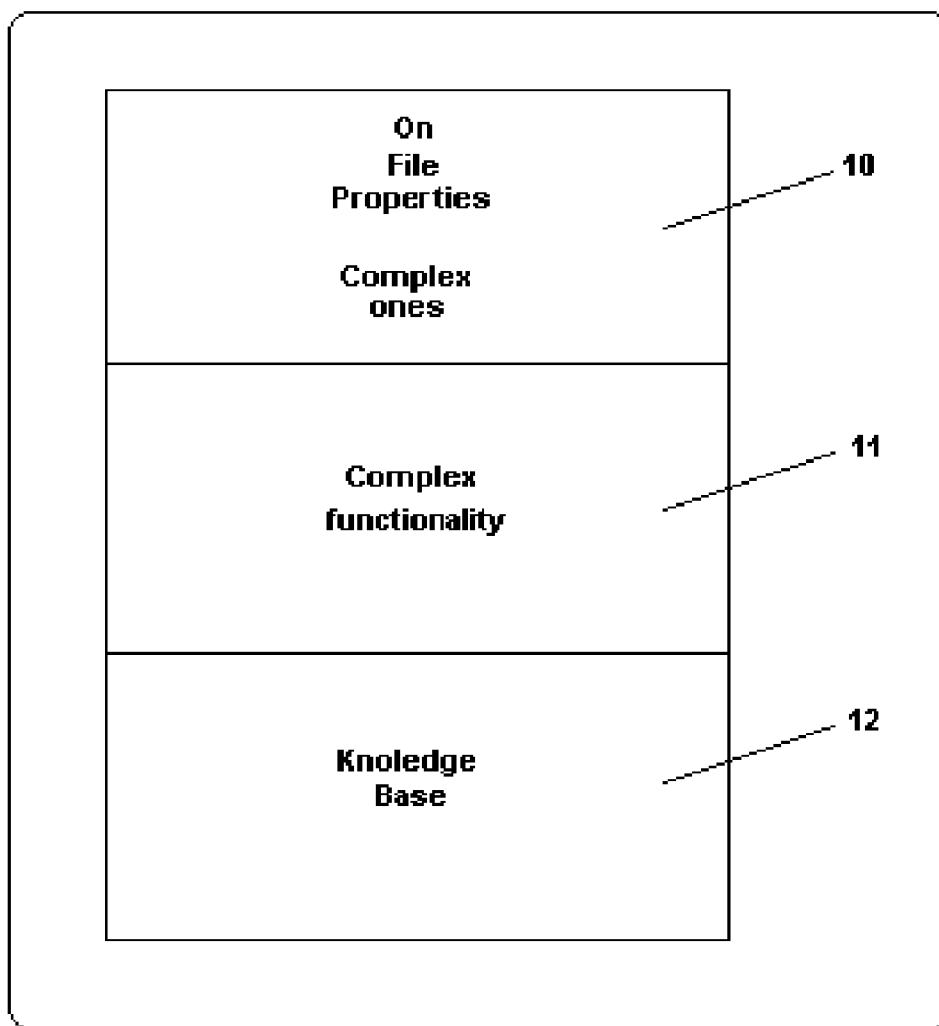 On
File
Properties
10
Complex
ones
11
Complex
functionality
12
Knoledge
Base